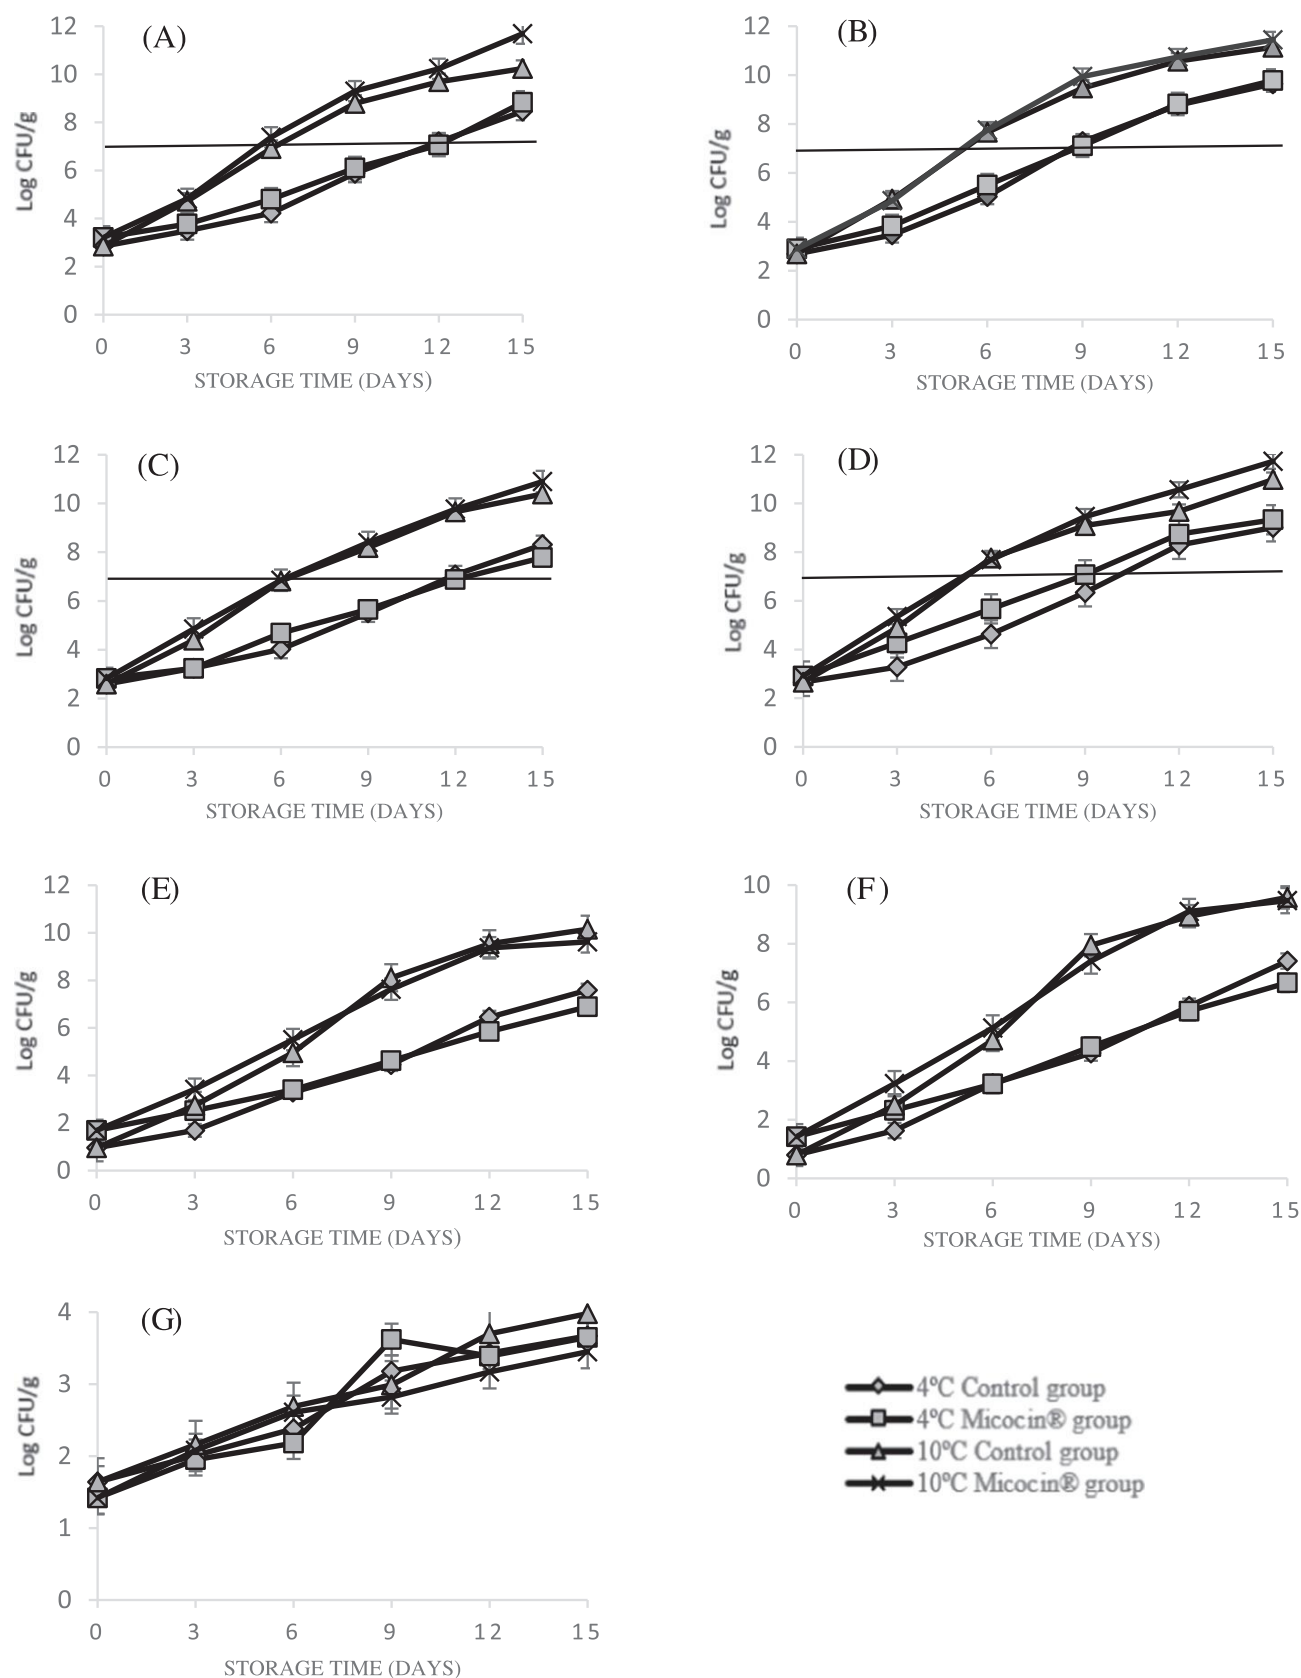 (A)
Log CFU/g
12
10
8
6
4
2
0
0 3 6 9 12 15
STORAGE TIME (DAYS)
(B)
Log CFU/g
12
10
8
6
4
2
0
0 3 6 9 12 15
STORAGE TIME (DAYS)
(C)
Log CFU/g
12
10
8
6
4
2
0
0 3 6 9 12 15
STORAGE TIME (DAYS)
(D)
Log CFU/g
12
10
8
6
4
2
0
0 3 6 9 12 15
STORAGE TIME (DAYS)
(E)
Log CFU/g
12
10
8
6
4
2
0
0 3 6 9 12 15
STORAGE TIME (DAYS)
(F)
Log CFU/g
10
8
6
4
2
0
0 3 6 9 12 15
STORAGE TIME (DAYS)
(G)
Log CFU/g
4
3
2
1
0
0 3 6 9 12 15
STORAGE TIME (DAYS)
4ºC Control group
4ºC Micocin® group
10ºC Control group
10ºC Micocin® group